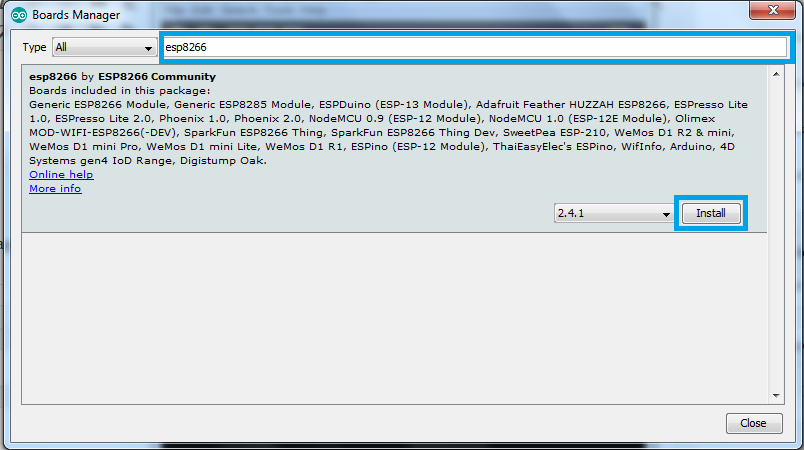 Boards Manager
Type All esp8266
esp8266 by ESP8266 Community
Boards included in this package:
Generic ESP8266 Module, Generic ESP8285 Module, ESPDuino (ESP-13 Module), Adafruit Feather HUZZAH ESP8266, ESPresso Lite
1.0, ESPresso Lite 2.0, Phoenix 1.0, Phoenix 2.0, NodeMCU 0.9 (ESP-12 Module), NodeMCU 1.0 (ESP-12E Module), Olimex
MOD-WIFI-ESP8266(-DEV), SparkFun ESP8266 Thing, SparkFun ESP8266 Thing Dev, SweetPea ESP-210, WeMos D1 R2 & mini,
WeMos D1 mini Pro, WeMos D1 mini Lite, WeMos D1 R1, ESPino (ESP-12 Module), ThaiEasyElec's ESPino, WifInfo, Arduino, 4D
Systems gen4 IoD Range, Digistump Oak.
Online help
More info
2.4.1 Install
Close